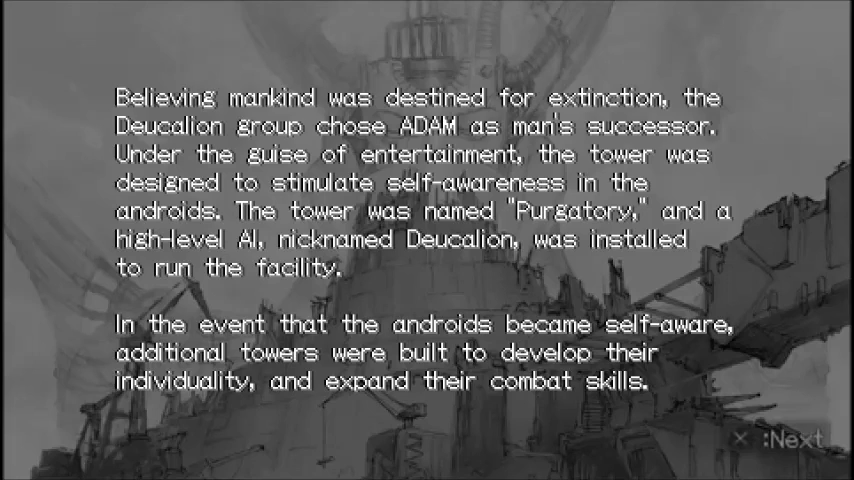 Believing mankind was destined for extinction, the
Deucalion group chose ADAM as man's successor.
Under the guise of entertainment, the tower was
designed to stimulate self-awareness in the
androids. The tower was named "Purgatory," and a
high-level AI, nicknamed Deucalion, was installed
to run the facility.
In the event that the androids became self-aware,
additional towers were built to develop their
individuality, and expand their combat skills.
× :Next